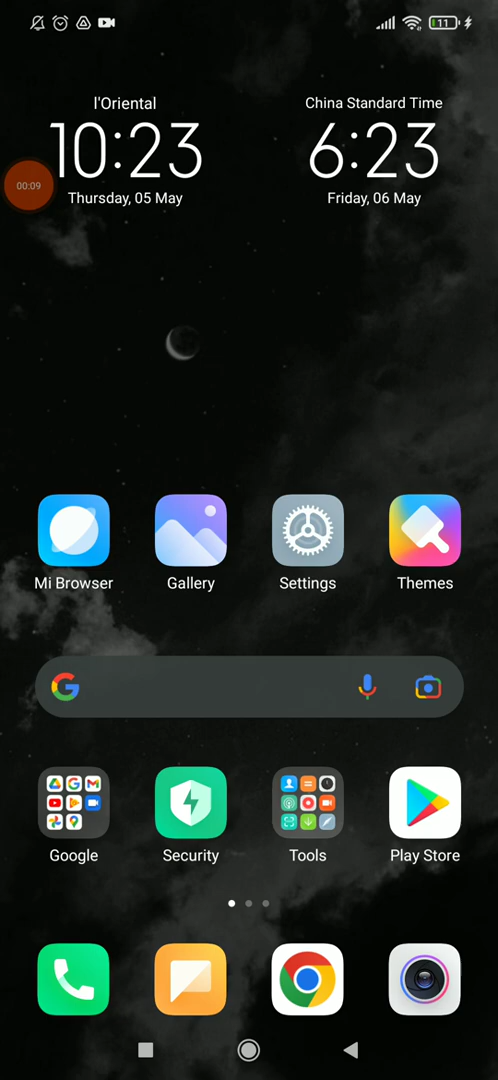 11
l'Oriental
10:23
Thursday, 05 May
China Standard Time
6:23
Friday, 06 May
00:09
Mi Browser
Gallery
Settings
Themes
Google
Security
Tools
Play Store